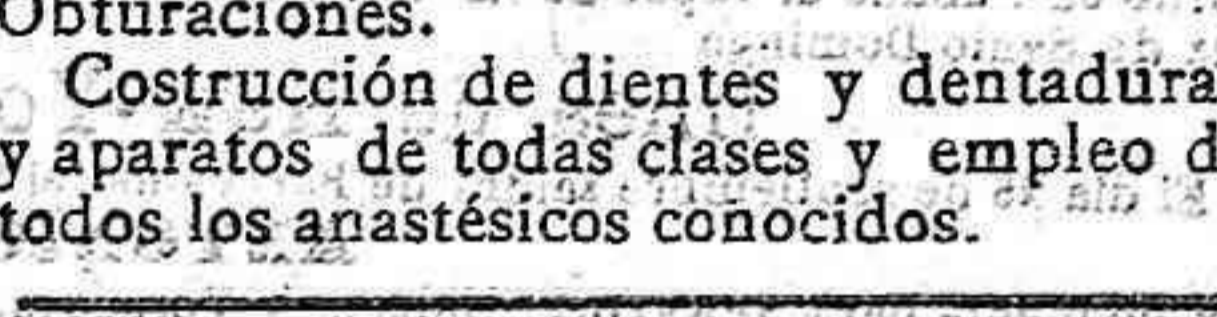 Obturaciones.
Costrucción de dientes y dentadura
y aparatos de todas clases y empleo d
todos los anastésicos conocidos.